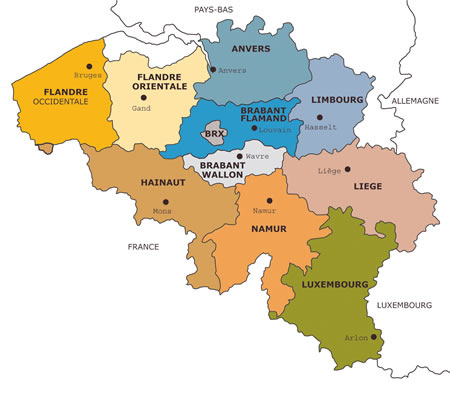 PAYS-BAS
ANVERS
Anvers
Bruges
FLANDRE
OCCIDENTALE
FLANDRE
ORIENTALE
Gand
BRABANT
FLAMAND
BRX
Louvain
LIMBOURG
Hasselt
ALLEMAGNE
Wavre
BRABANT
WALLON
HAINAUT
Mons
Liége
LIEGE
Namur
NAMUR
FRANCE
LUXEMBOURG
LUXEMBOURG
Arlon